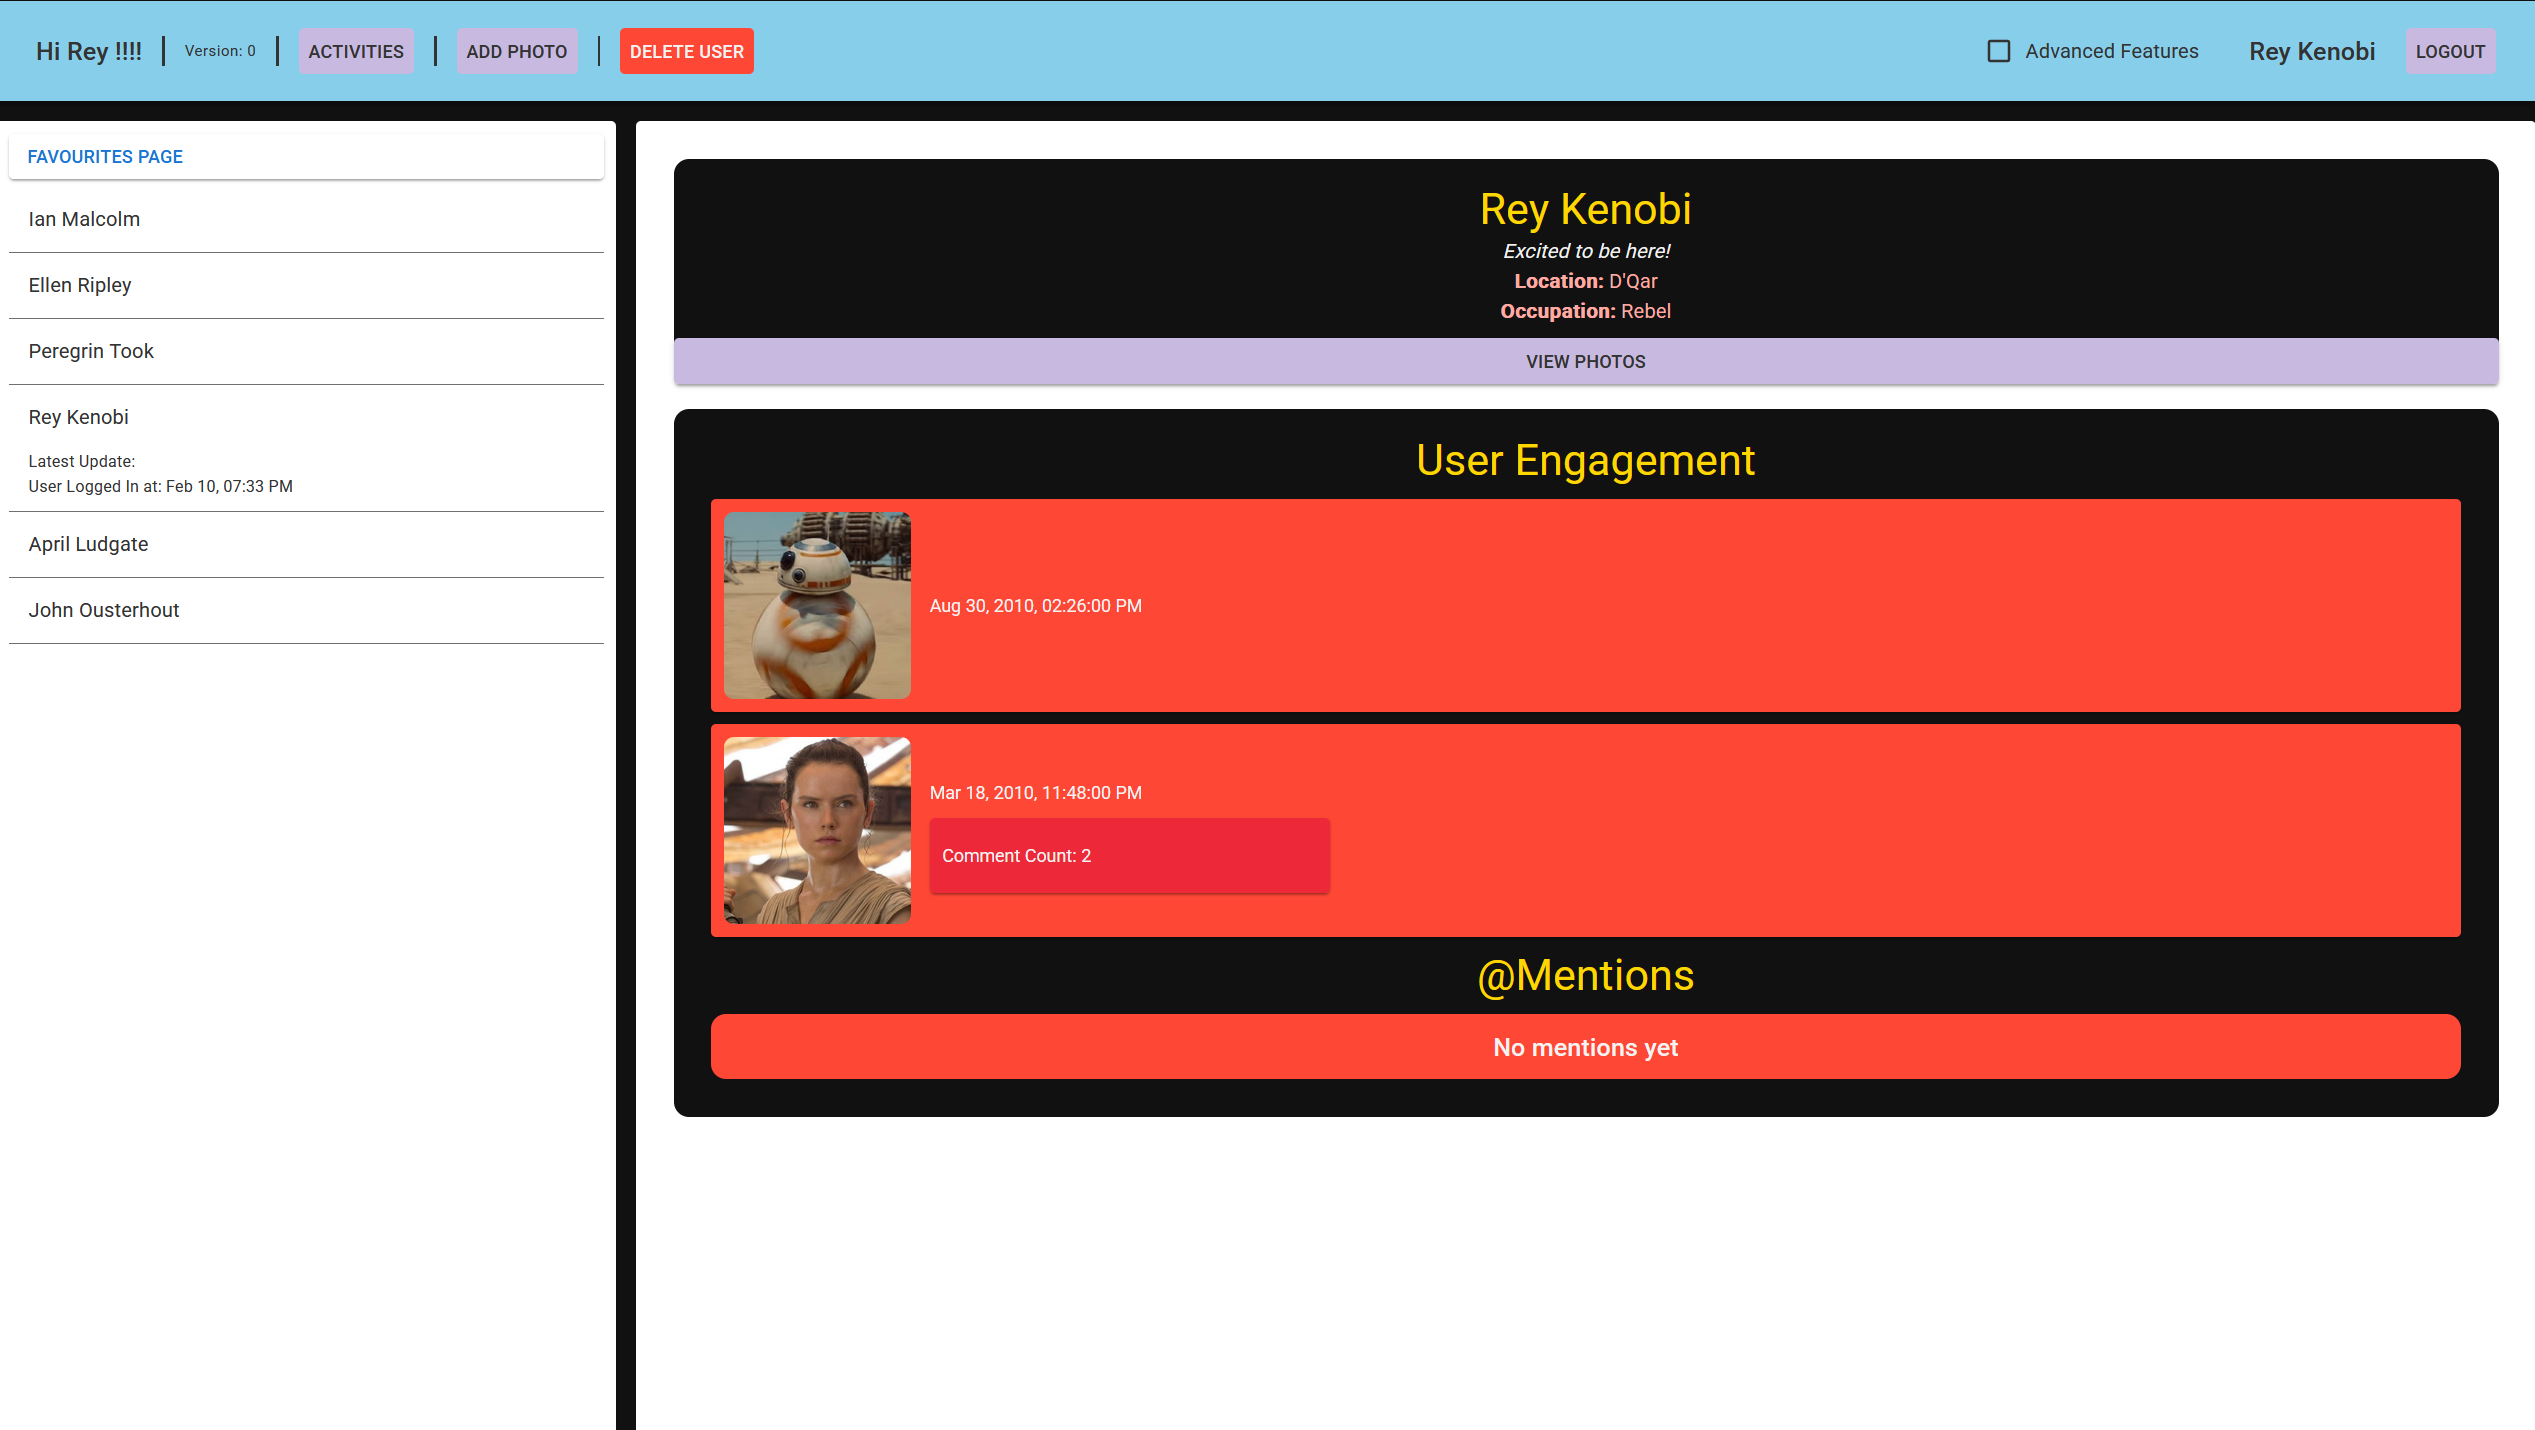 Hi Rey !!!!
Version: 0
ACTIVITIES
ADD PHOTO
DELETE USER
Advanced Features
Rey Kenobi
LOGOUT
FAVOURITES PAGE
Ian Malcolm
Ellen Ripley
Peregrin Took
Rey Kenobi
Latest Update:
User Logged In at: Feb 10, 07:33 PM
April Ludgate
John Ousterhout
Rey Kenobi
Excited to be here!
Location: D'Qar
Occupation: Rebel
VIEW PHOTOS
User Engagement
Aug 30, 2010, 02:26:00 PM
Mar 18, 2010, 11:48:00 PM
Comment Count: 2
@Mentions
No mentions yet